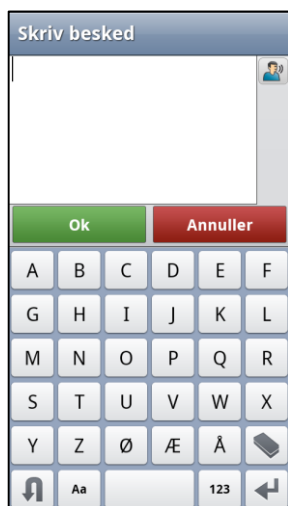 Skriv besked
Ok Annuller
A B C D E F
G H I J K L
M N O P Q R
S T U V W X
Y Z Ø Æ Å
Aa 123